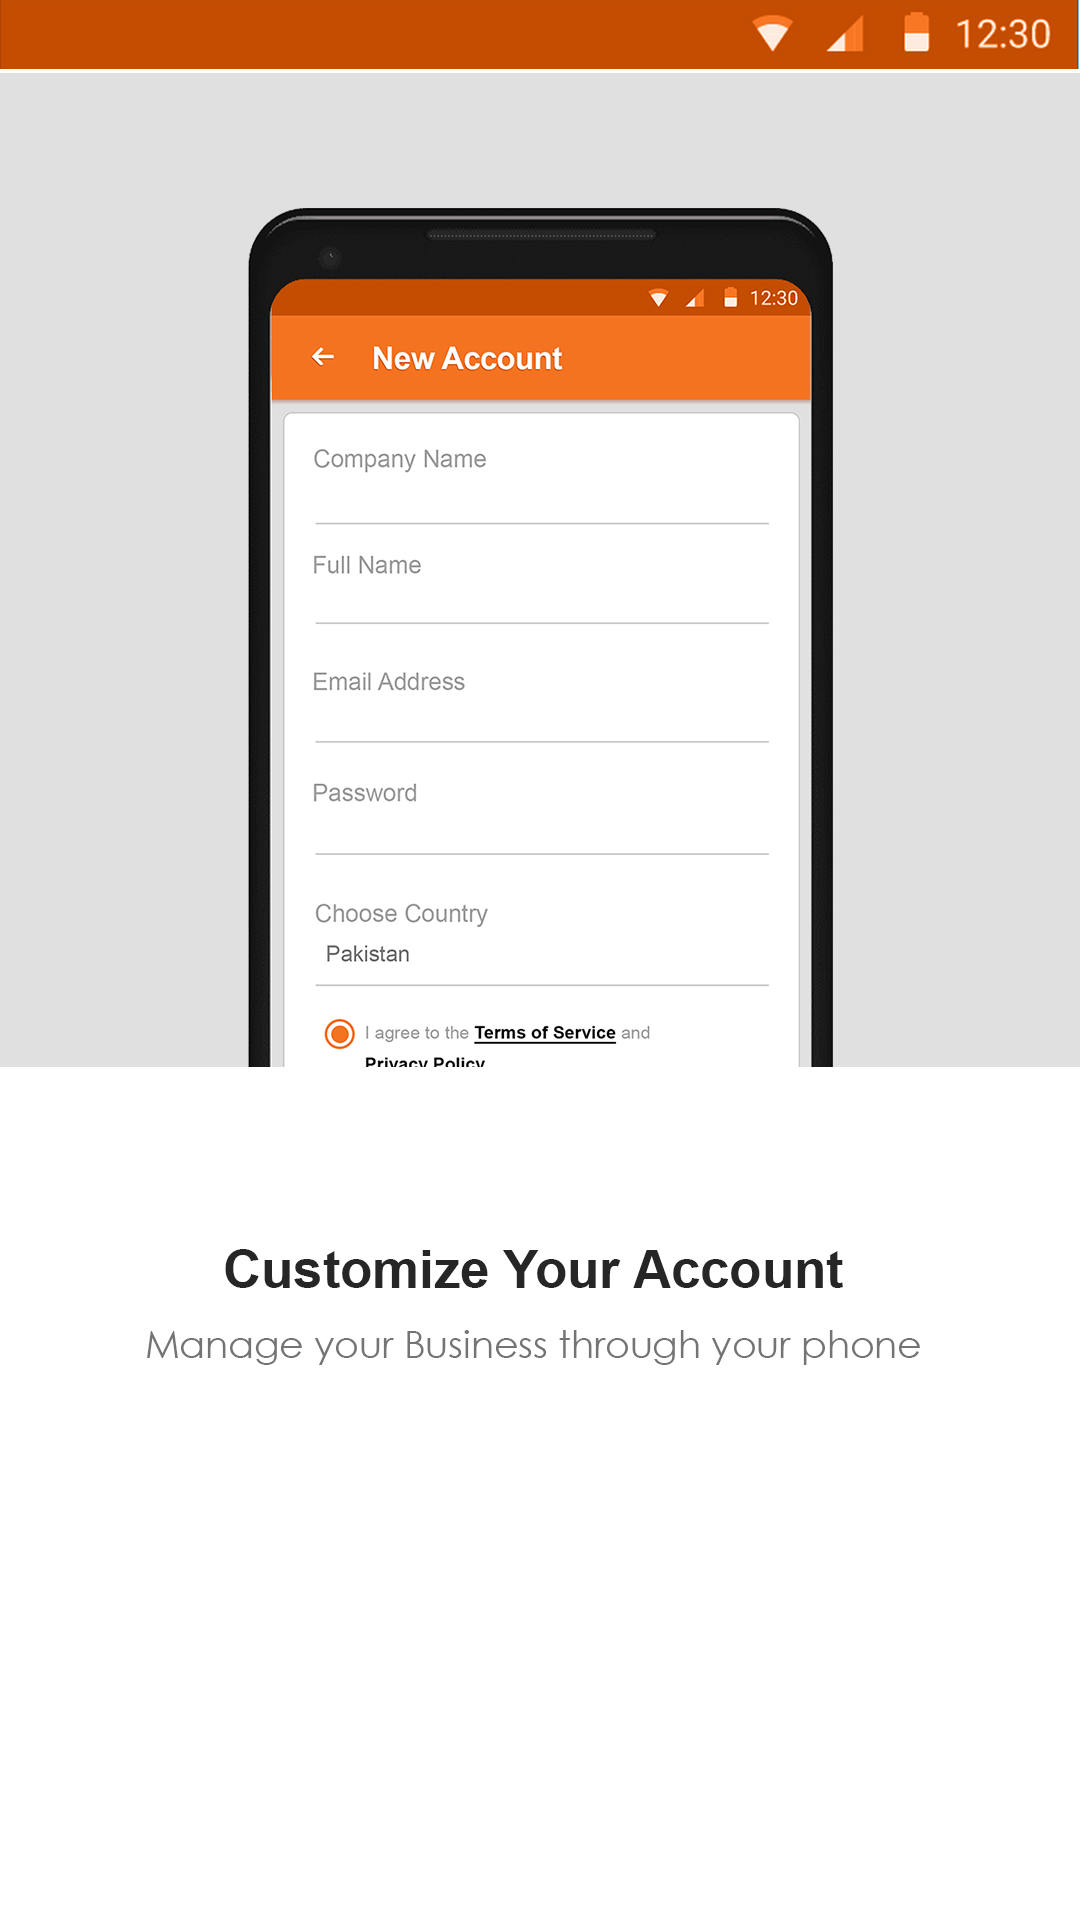 12:30
12:30
New Account
Company Name
Full Name
Email Address
Password
Choose Country
Pakistan
I agree to the Terms of Service and
Privacy Policy
Customize Your Account
Manage your Business through your phone